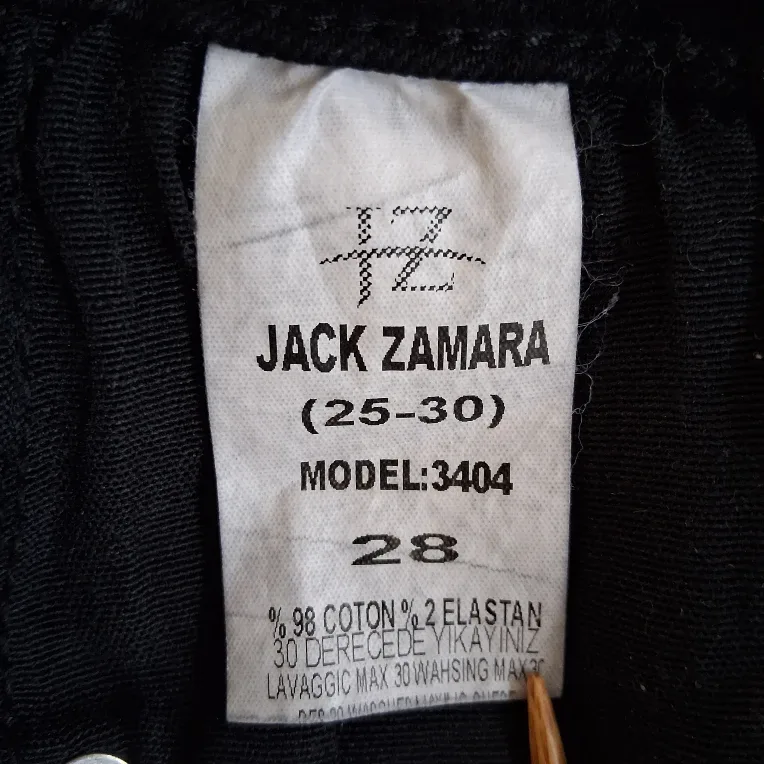 JZ
JACK ZAMARA
(25-30)
MODEL:3404
28
% 98 COTON % 2 ELASTAN
30 DERECEDE YIKAYINIZ
LAVAGGIC MAX 30 WAHSING MAX 30